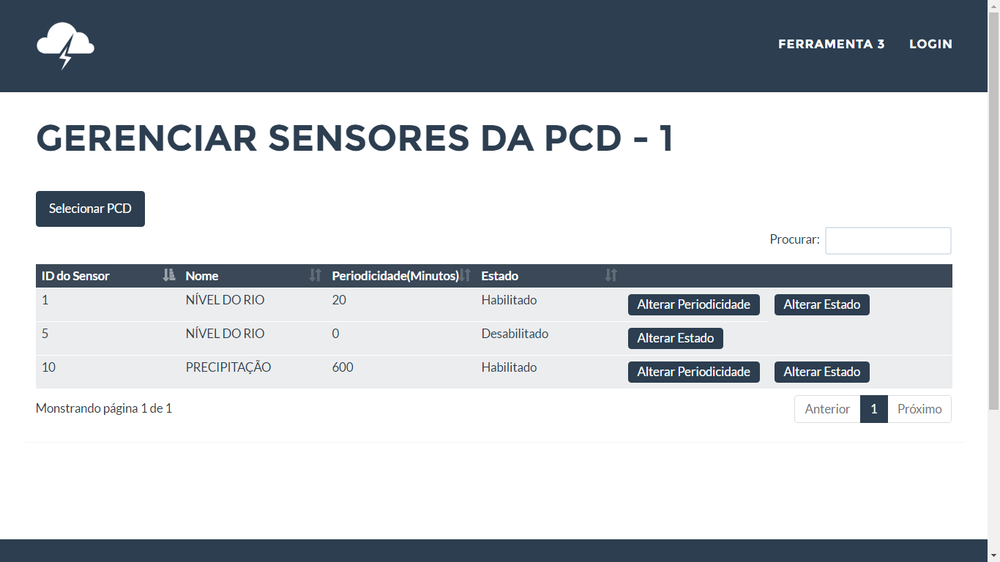 FERRAMENTA 3 LOGIN
GERENCIAR SENSORES DA PCD - 1
Selecionar PCD
Procurar:
ID do Sensor Nome Periodicidade(Minutos) Estado
1 NÍVEL DO RIO 20 Habilitado Alterar Periodicidade Alterar Estado
5 NÍVEL DO RIO 0 Desabilitado Alterar Estado
10 PRECIPITAÇÃO 600 Habilitado Alterar Periodicidade Alterar Estado
Monstrando página 1 de 1 Anterior 1 Próximo